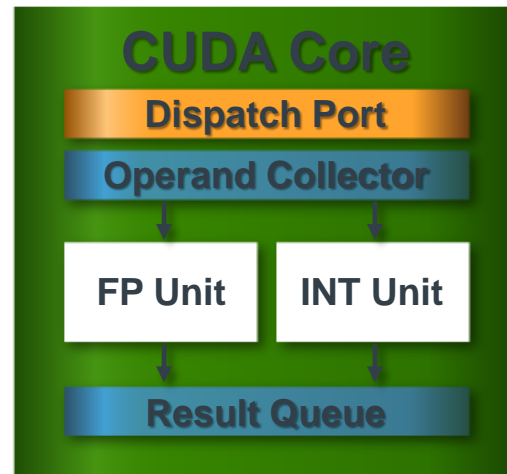 CUDA Core
Dispatch Port
Operand Collector
FP Unit
INT Unit
Result Queue